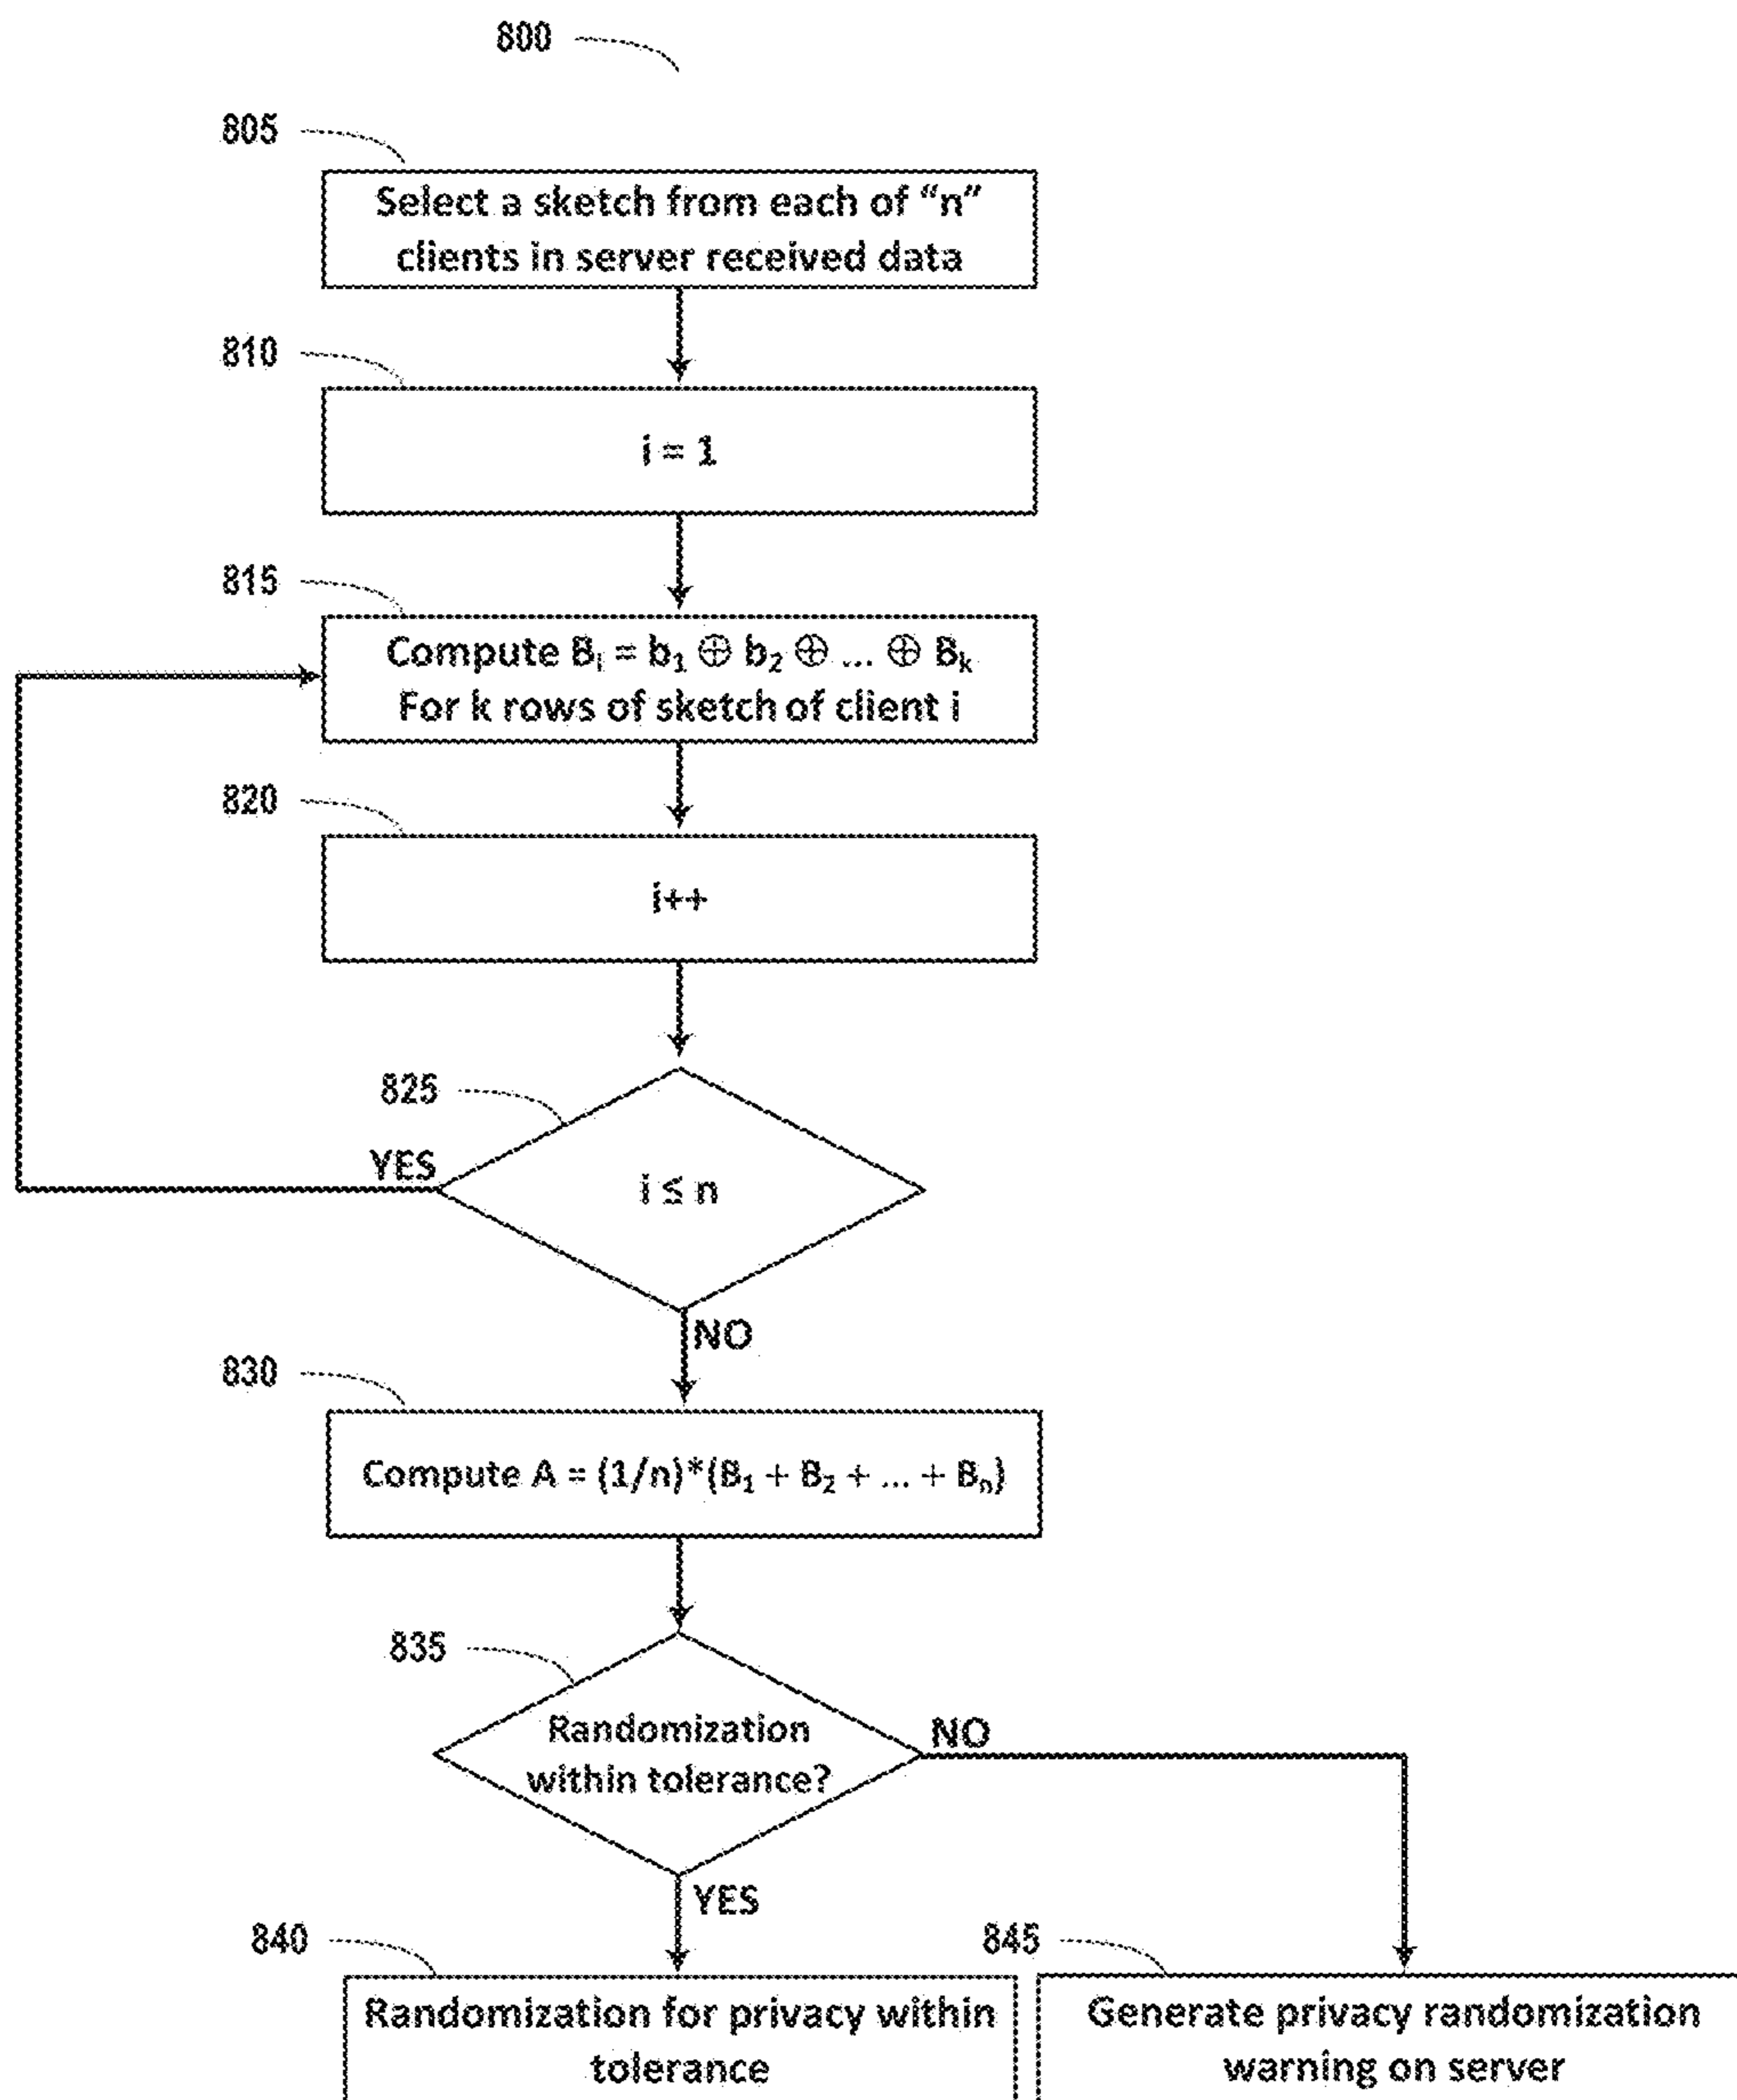 800
805
Select a sketch from each of “n”
clients in server received data
810
i = 1
815
Compute Bᵢ = b₁ ⊕ b₂ ⊕ ... ⊕ Bₖ
For k rows of sketch of client i
820
i++
825
YES
i ≤ n
NO
830
Compute A = (1/n)*(B₁ + B₂ + ... + Bₙ)
835
Randomization
within tolerance?
NO
YES
840
Randomization for privacy within
tolerance
845
Generate privacy randomization
warning on server